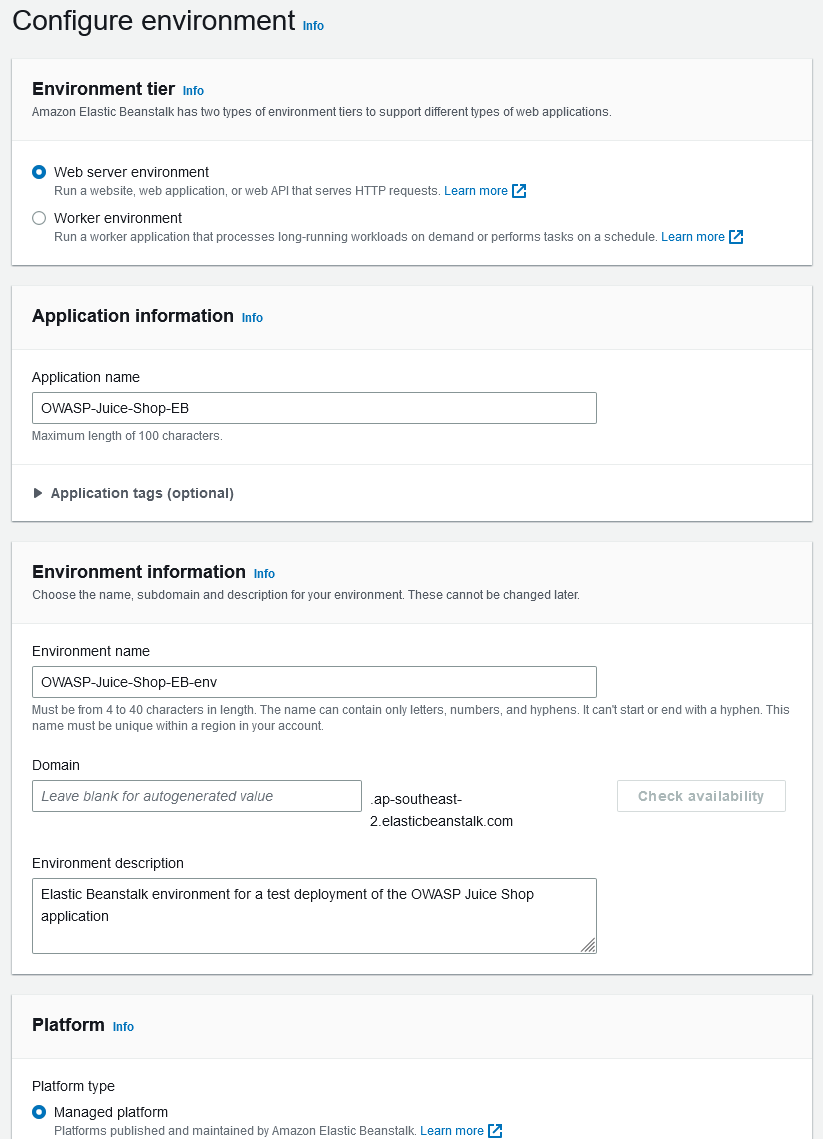 Configure environment Info
Environment tier Info
Amazon Elastic Beanstalk has two types of environment tiers to support different types of web applications.
Web server environment
Run a website, web application, or web API that serves HTTP requests. Learn more
Worker environment
Run a worker application that processes long-running workloads on demand or performs tasks on a schedule. Learn more
Application information Info
Application name
OWASP-Juice-Shop-EB
Maximum length of 100 characters.
Application tags (optional)
Environment information Info
Choose the name, subdomain and description for your environment. These cannot be changed later.
Environment name
OWASP-Juice-Shop-EB-env
Must be from 4 to 40 characters in length. The name can contain only letters, numbers, and hyphens. It can't start or end with a hyphen. This
name must be unique within a region in your account.
Domain
Leave blank for autogenerated value
.ap-southeast-
2.elasticbeanstalk.com
Check availability
Environment description
Elastic Beanstalk environment for a test deployment of the OWASP Juice Shop
application
Platform Info
Platform type
Managed platform
Platforms published and maintained by Amazon Elastic Beanstalk. Learn more